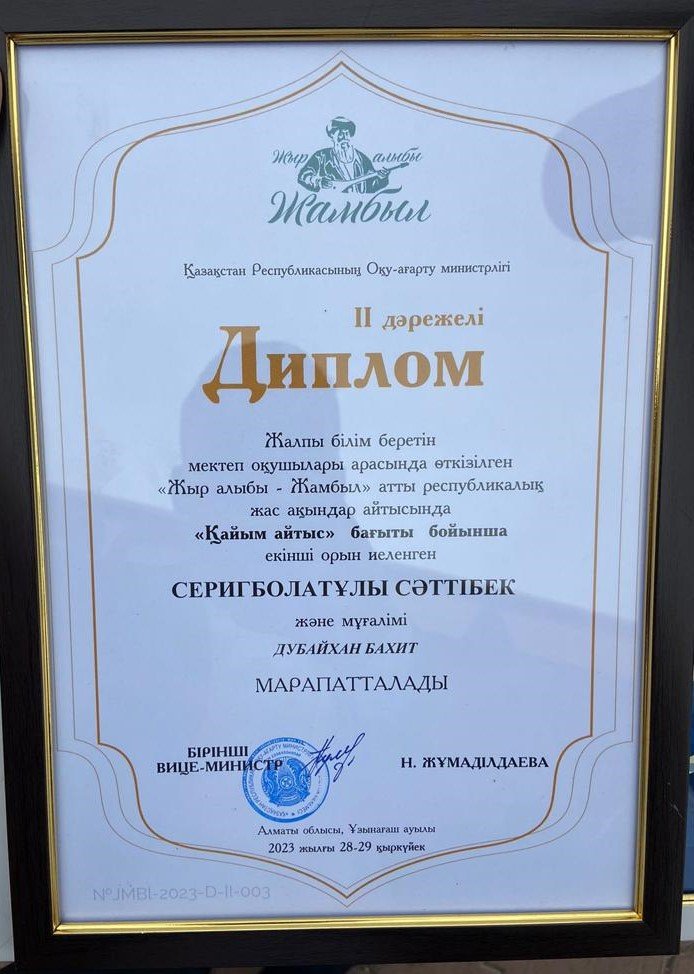 Жыр алыбы
Жамбыл
Қазақстан Республикасының Оқу-ағарту министрлігі
II дәрежелі
Диплом
Жалпы білім беретін
мектеп оқушылары арасында өткізілген
«Жыр алыбы - Жамбыл» атты республикалық
жас ақындар айтысында
«Қайым айтыс» бағыты бойынша
екінші орын иеленген
СЕРИГБОЛАТҰЛЫ СӘТТІБЕК
және мұғалімі
ДУБАЙХАН БАХИТ
МАРАПАТТАЛАДЫ
БІРІНШІ
ВИЦЕ-МИНИСТР
Н. ЖҰМАДІЛДАЕВА
Алматы облысы, Ұзынағаш ауылы
2023 жылғы 28-29 қыркүйек
№JMBL-2023-D-II-003